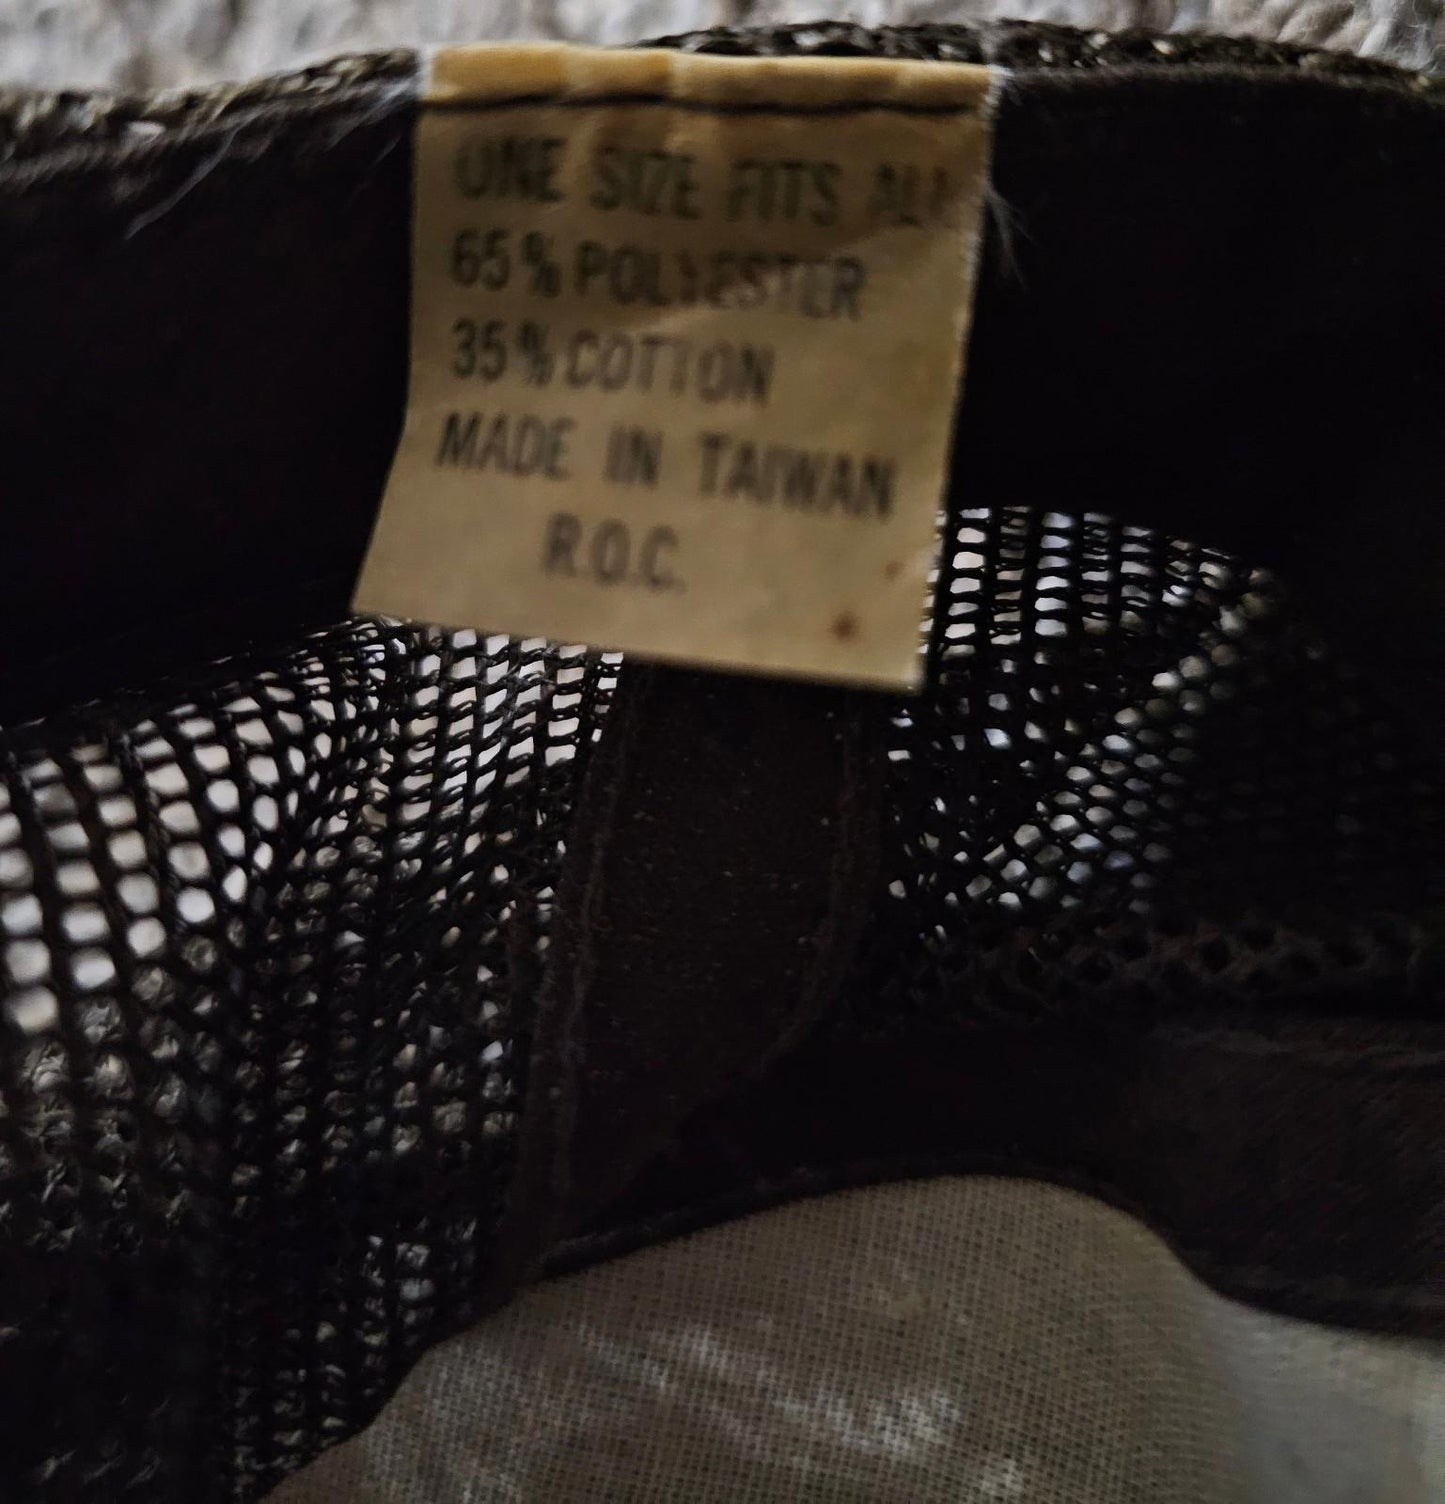 ONE SIZE FITS ALL
65% POLYESTER
35% COTTON
MADE IN TAIWAN
R.O.C.